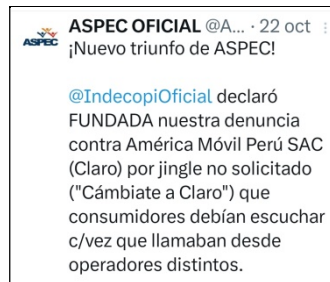 ASPEC OFICIAL @A... · 22 oct
ASPEC
¡Nuevo triunfo de ASPEC!
@IndecopiOficial declaró
FUNDADA nuestra denuncia
contra América Móvil Perú SAC
(Claro) por jingle no solicitado
("Cámbiate a Claro") que
consumidores debían escuchar
c/vez que llamaban desde
operadores distintos.